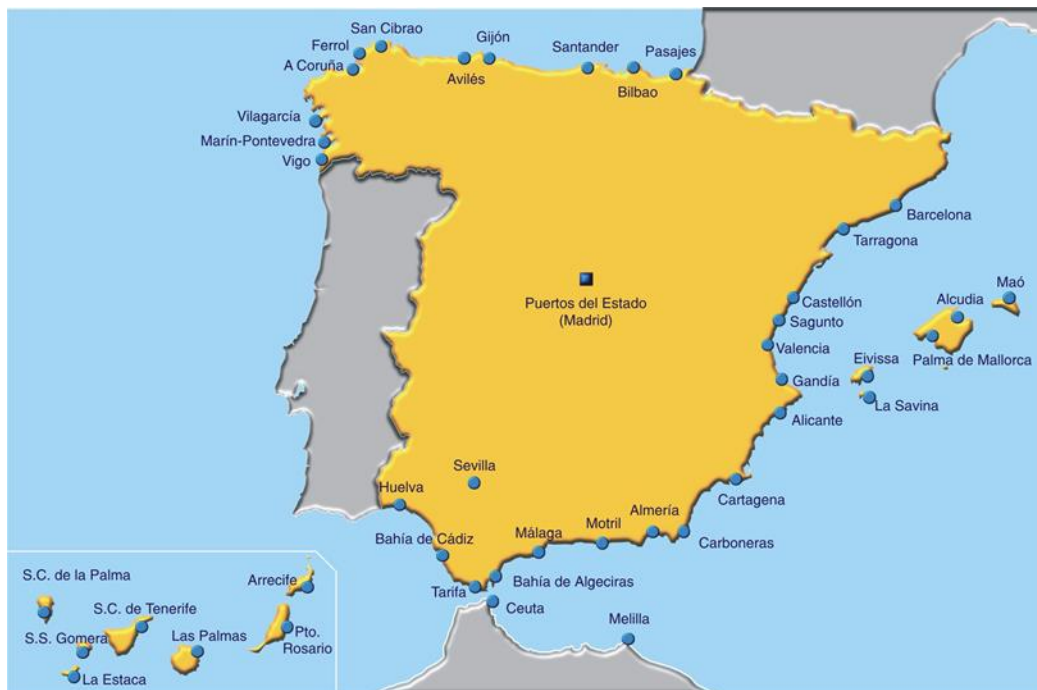 San Cibrao
Gijón
Ferrol
Santander
Pasajes
A Coruña
Avilés
Bilbao
Vilagarcía
Marín-Pontevedra
Vigo
Barcelona
Tarragona
Puertos del Estado
(Madrid)
Castellón
Maó
Alcudia
Sagunto
Valencia
Palma de Mallorca
Eivissa
Gandía
La Savina
Alicante
Sevilla
Huelva
Cartagena
Almería
Motril
Málaga
Bahía de Cádiz
Carboneras
Tarifa
Bahía de Algeciras
Ceuta
Melilla
S.C. de la Palma
Arrecife
S.C. de Tenerife
S.S. Gomera
Las Palmas
Pto.
Rosario
La Estaca